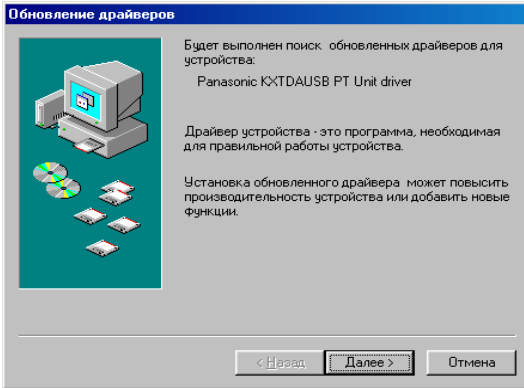 Обновление драйверов
Будет выполнен поиск обновленных драйверов для
устройства:
Panasonic KXTDAUSB PT Unit driver
Драйвер устройства - это программа, необходимая
для правильной работы устройства.
Установка обновленного драйвера может повысить
производительность устройства или добавить новые
функции.
< Назад
Далее >
Отмена